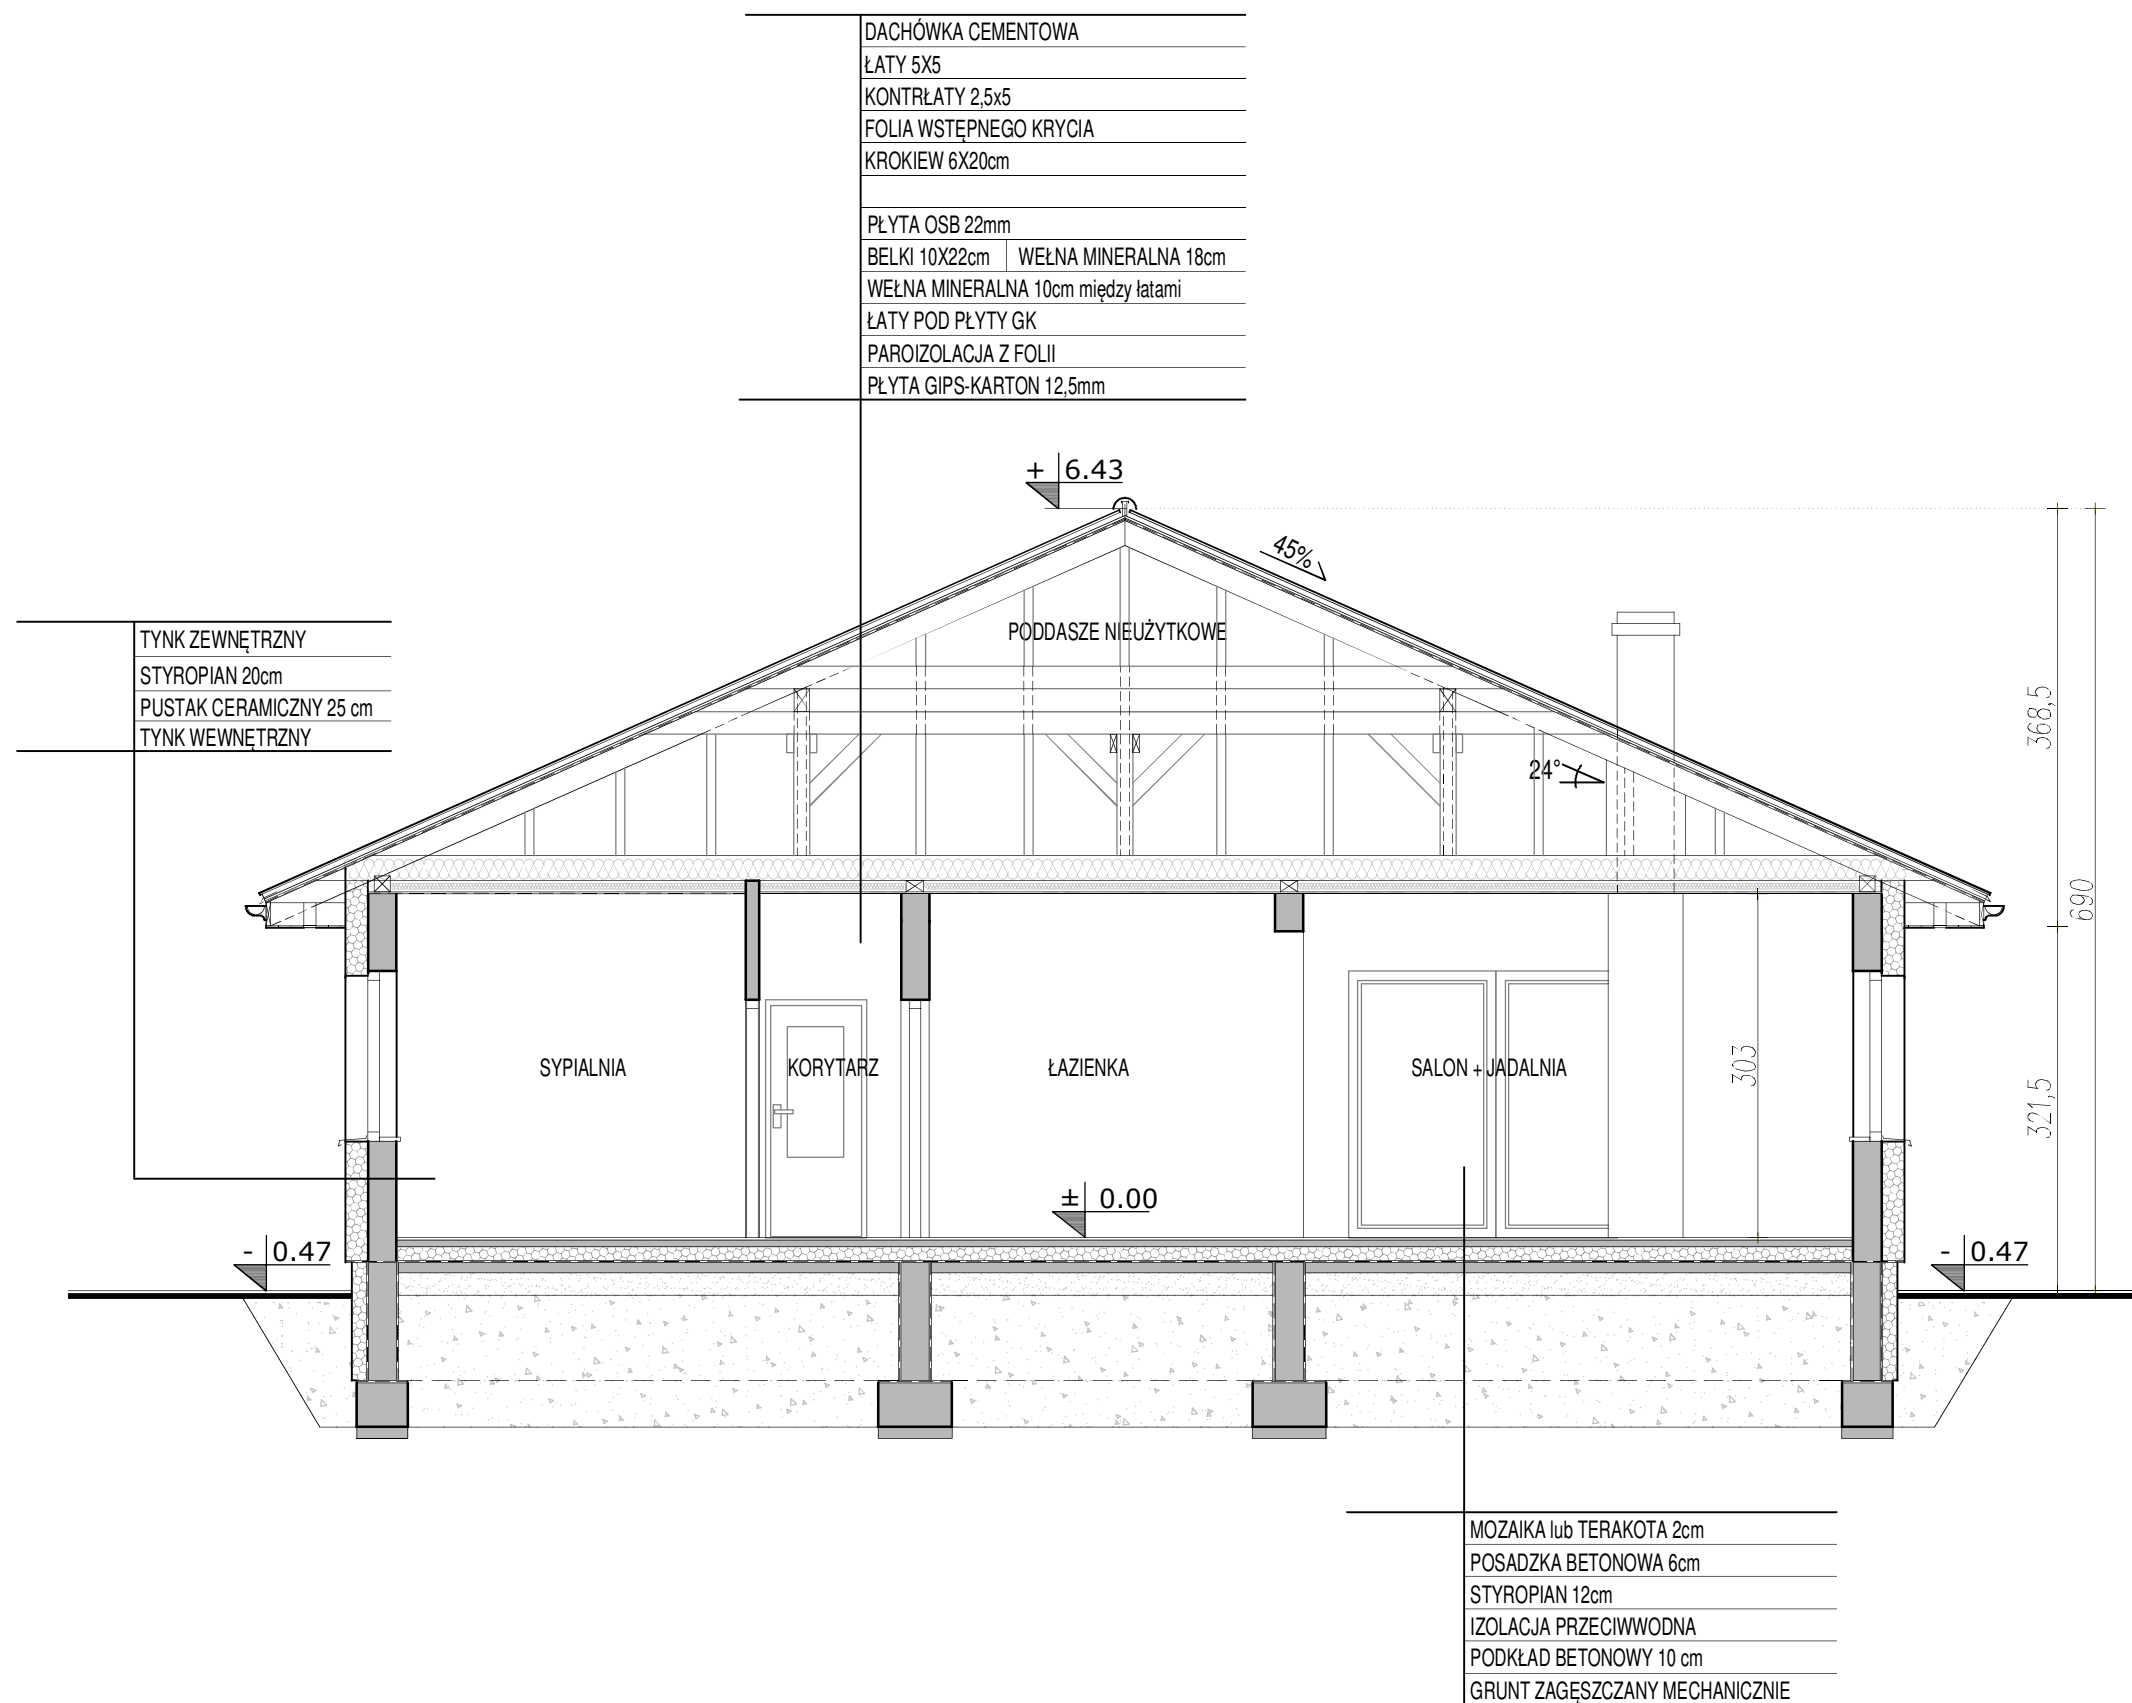 DACHÓWKA CEMENTOWA
ŁATY 5X5
KONTRŁATY 2,5x5
FOLIA WSTĘPNEGO KRYCIA
KROKIEW 6X20cm
PŁYTA OSB 22mm
BELKI 10X22cm WEŁNA MINERALNA 18cm
WEŁNA MINERALNA 10cm między łatami
ŁATY POD PŁYTY GK
PAROIZOLACJA Z FOLII
PŁYTA GIPS-KARTON 12,5mm
+ 6.43
45%
PODDASZE NIEUŻYTKOWE
TYNK ZEWNĘTRZNY
STYROPIAN 20cm
PUSTAK CERAMICZNY 25 cm
TYNK WEWNĘTRZNY
24°
368,5
690
321,5
303
SYPIALNIA
KORYTARZ
ŁAZIENKA
SALON + JADALNIA
± 0.00
- 0.47
- 0.47
MOZAIKA lub TERAKOTA 2cm
POSADZKA BETONOWA 6cm
STYROPIAN 12cm
IZOLACJA PRZECIWWODNA
PODKŁAD BETONOWY 10 cm
GRUNT ZAGĘSZCZANY MECHANICZNIE